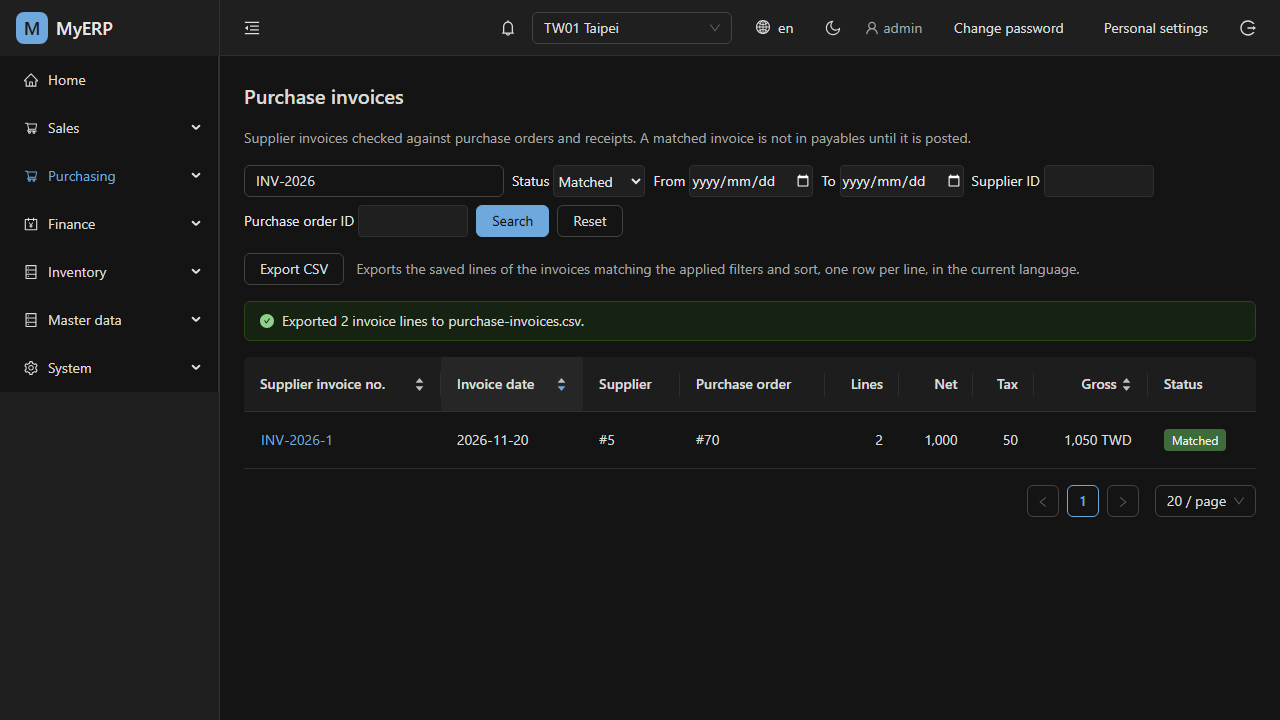 M MyERP
TW01 Taipei
en
admin
Change password
Personal settings
Home
Sales
Purchasing
Finance
Inventory
Master data
System
Purchase invoices
Supplier invoices checked against purchase orders and receipts. A matched invoice is not in payables until it is posted.
INV-2026 Status Matched From yyyy/mm/dd To yyyy/mm/dd Supplier ID
Purchase order ID Search Reset
Export CSV Exports the saved lines of the invoices matching the applied filters and sort, one row per line, in the current language.
Exported 2 invoice lines to purchase-invoices.csv.
Supplier invoice no. Invoice date Supplier Purchase order Lines Net Tax Gross Status
INV-2026-1 2026-11-20 #5 #70 2 1,000 50 1,050 TWD Matched
1 20 / page